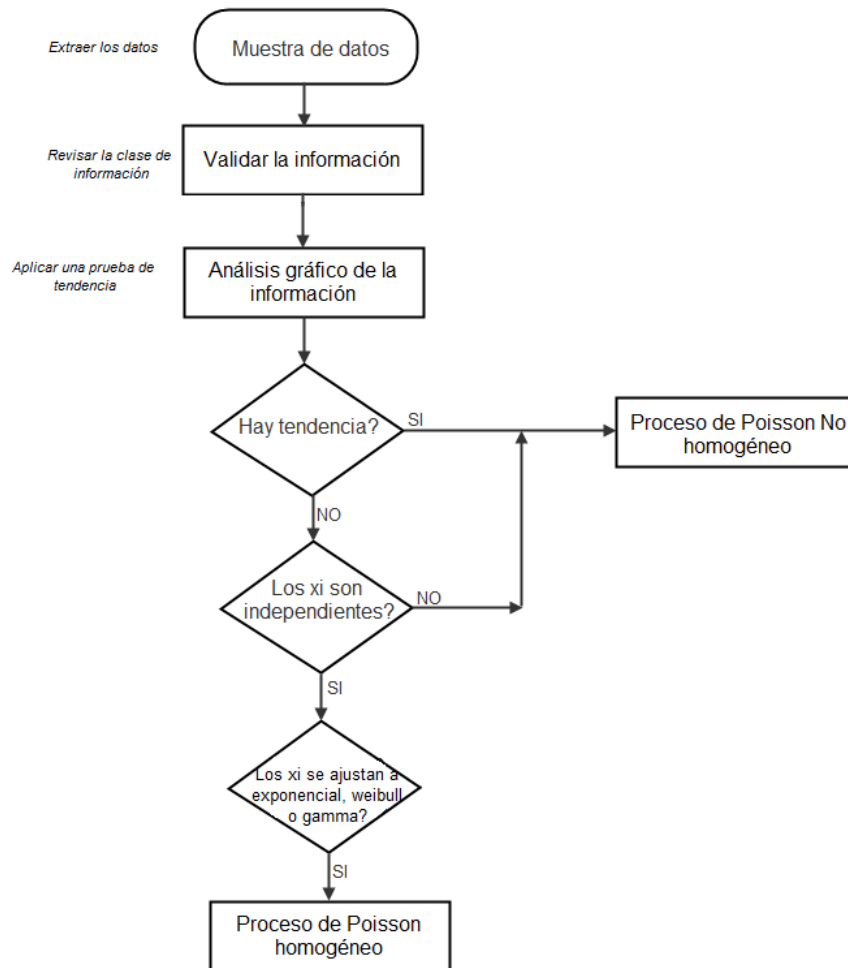 Extraer los datos
Muestra de datos
Revisar la clase de
información
Validar la información
Aplicar una prueba de
tendencia
Análisis gráfico de la
información
Hay tendencia?
SI
Proceso de Poisson No
homogéneo
NO
Los xi son
independientes?
NO
SI
Los xi se ajustan a
exponencial, weibull
o gamma?
SI
Proceso de Poisson
homogéneo